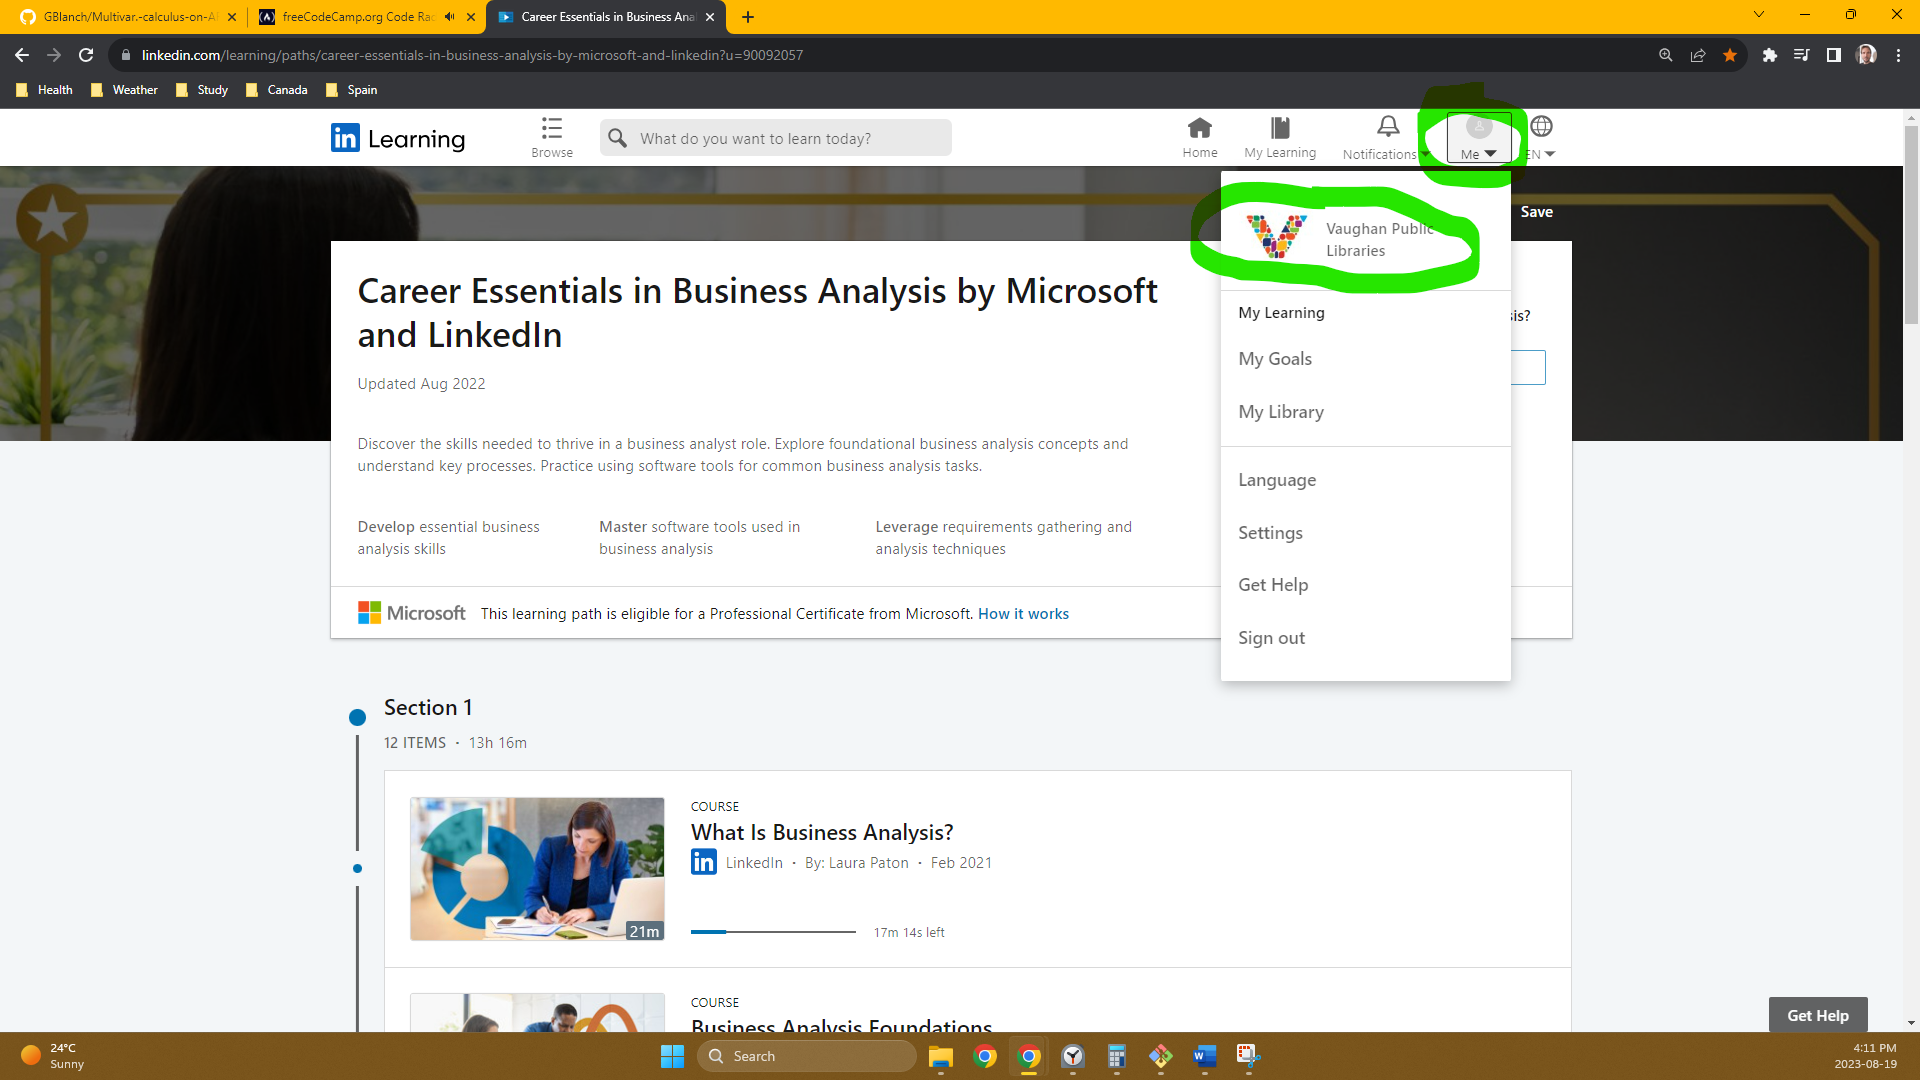 GBlanch/Multivar.-calculus-on-A
freeCodeCamp.org Code Rac
Career Essentials in Business Anal
linkedin.com/learning/paths/career-essentials-in-business-analysis-by-microsoft-and-linkedin?u=90092057
Health
Weather
Study
Canada
Spain
in Learning
Browse
What do you want to learn today?
Home
My Learning
Notifications
Me
EN
Save
Vaughan Public
Libraries
Career Essentials in Business Analysis by Microsoft
and LinkedIn
Updated Aug 2022
Discover the skills needed to thrive in a business analyst role. Explore foundational business analysis concepts and
understand key processes. Practice using software tools for common business analysis tasks.
Develop essential business
analysis skills
Master software tools used in
business analysis
Leverage requirements gathering and
analysis techniques
Microsoft
This learning path is eligible for a Professional Certificate from Microsoft. How it works
My Learning
My Goals
My Library
Language
Settings
Get Help
Sign out
sis?
Section 1
12 ITEMS · 13h 16m
21m
COURSE
What Is Business Analysis?
in LinkedIn · By: Laura Paton · Feb 2021
17m 14s left
COURSE
Business Analysis Foundations
Get Help
24°C
Sunny
Search
4:11 PM
2023-08-19